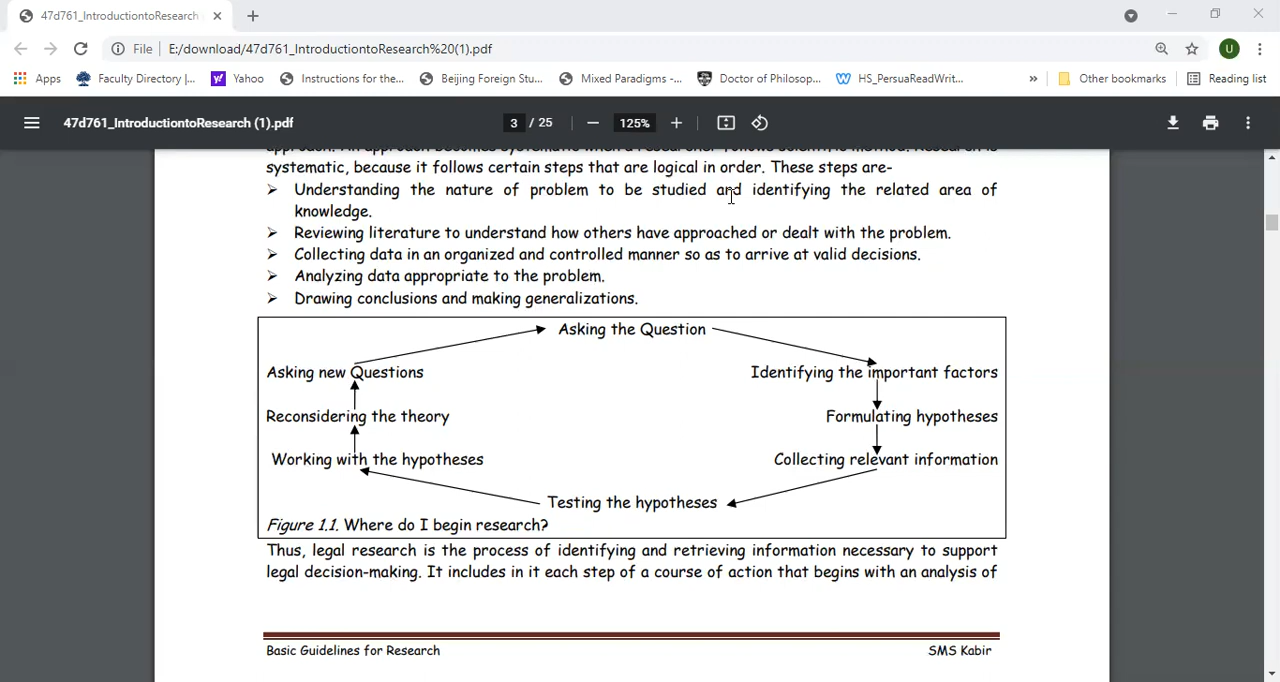 47d761_IntroductiontoResearch
File E:/download/47d761_IntroductiontoResearch%20(1).pdf
U
Apps Faculty Directory |... Yahoo Instructions for the... Beijing Foreign Stu... Mixed Paradigms -... Doctor of Philosop... HS_PersuaReadWrit... » Other bookmarks Reading list
47d761_IntroductiontoResearch (1).pdf 3 / 25 125%
systematic, because it follows certain steps that are logical in order. These steps are-
➢ Understanding the nature of problem to be studied and identifying the related area of
knowledge.
➢ Reviewing literature to understand how others have approached or dealt with the problem.
➢ Collecting data in an organized and controlled manner so as to arrive at valid decisions.
➢ Analyzing data appropriate to the problem.
➢ Drawing conclusions and making generalizations.
Asking the Question
Asking new Questions
Identifying the important factors
Reconsidering the theory
Formulating hypotheses
Working with the hypotheses
Collecting relevant information
Testing the hypotheses
Figure 1.1. Where do I begin research?
Thus, legal research is the process of identifying and retrieving information necessary to support
legal decision-making. It includes in it each step of a course of action that begins with an analysis of
Basic Guidelines for Research SMS Kabir